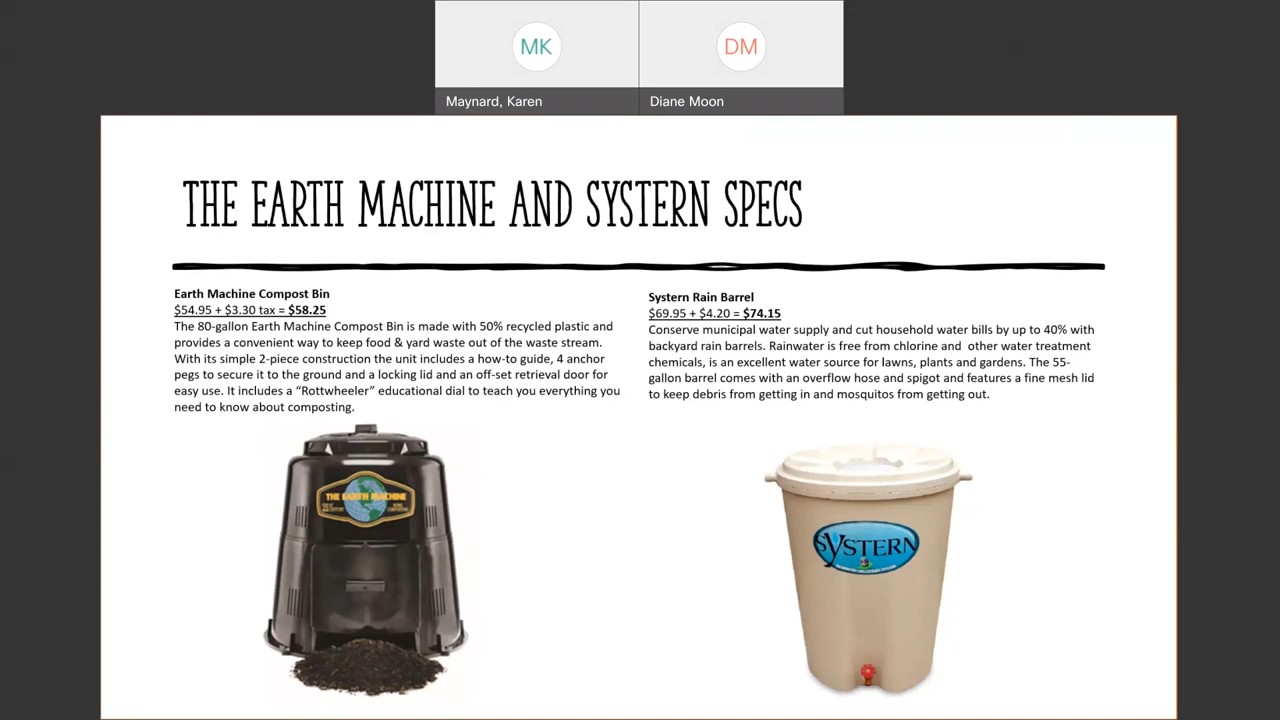 MK
DM
Maynard, Karen
Diane Moon
THE EARTH MACHINE AND SYSTERN SPECS
Earth Machine Compost Bin
$54.95 + $3.30 tax = $58.25
The 80-gallon Earth Machine Compost Bin is made with 50% recycled plastic and
provides a convenient way to keep food & yard waste out of the waste stream.
With its simple 2-piece construction the unit includes a how-to guide, 4 anchor
pegs to secure it to the ground and a locking lid and an off-set retrieval door for
easy use. It includes a “Rottwheeler” educational dial to teach you everything you
need to know about composting.
Systern Rain Barrel
$69.95 + $4.20 = $74.15
Conserve municipal water supply and cut household water bills by up to 40% with
backyard rain barrels. Rainwater is free from chlorine and other water treatment
chemicals, is an excellent water source for lawns, plants and gardens. The 55-
gallon barrel comes with an overflow hose and spigot and features a fine mesh lid
to keep debris from getting in and mosquitos from getting out.
THE EARTH MACHINE
SYSTERN